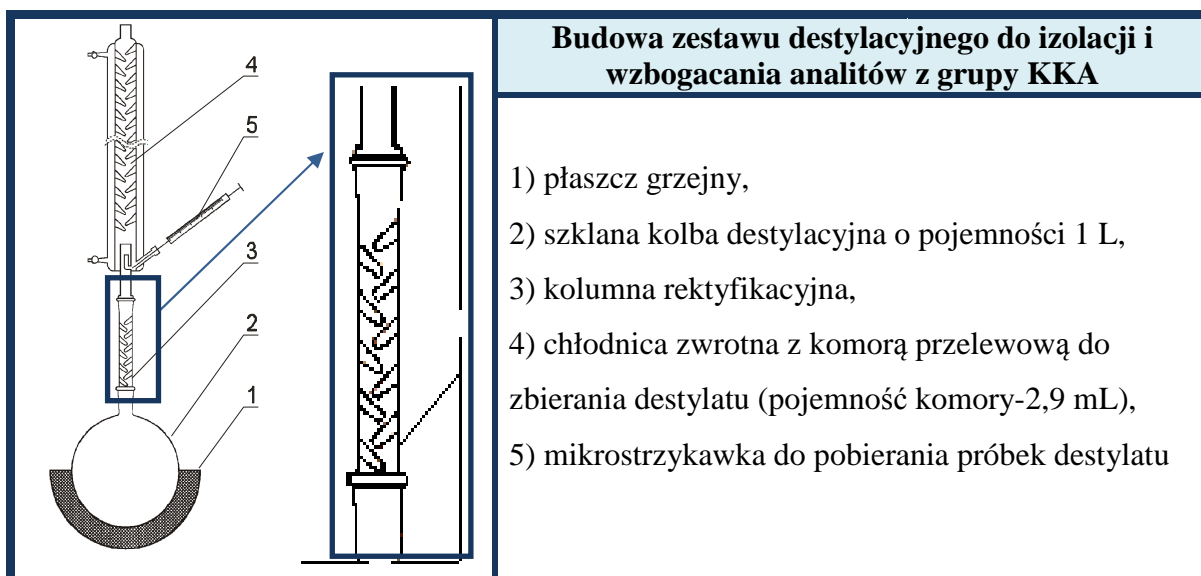 4
5
3
2
1
Budowa zestawu destylacyjnego do izolacji i
wzbogacania analitów z grupy KKA
1) płaszcz grzejny,
2) szklana kolba destylacyjna o pojemności 1 L,
3) kolumna rektyfikacyjna,
4) chłodnica zwrotna z komorą przelewową do
zbierania destylatu (pojemność komory-2,9 mL),
5) mikrostrzykawka do pobierania próbek destylatu